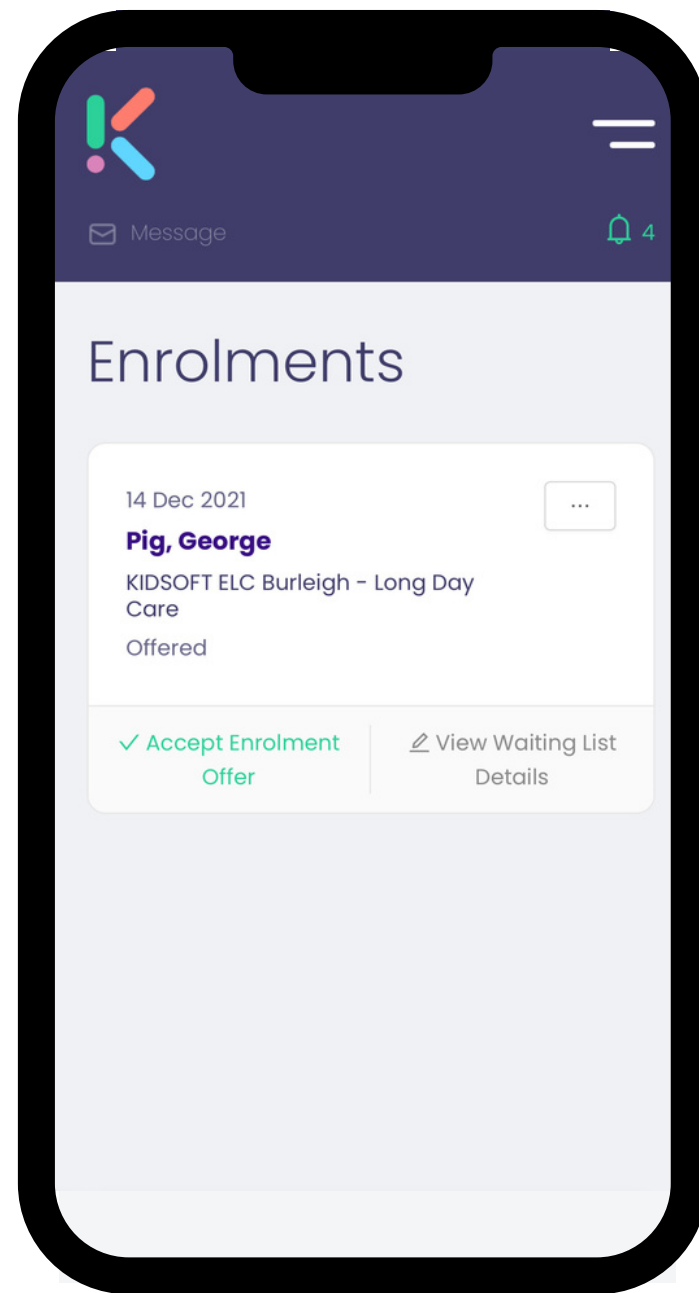 Message
4
Enrolments
14 Dec 2021
...
Pig, George
KIDSOFT ELC Burleigh - Long Day
Care
Offered
Accept Enrolment
Offer
View Waiting List
Details